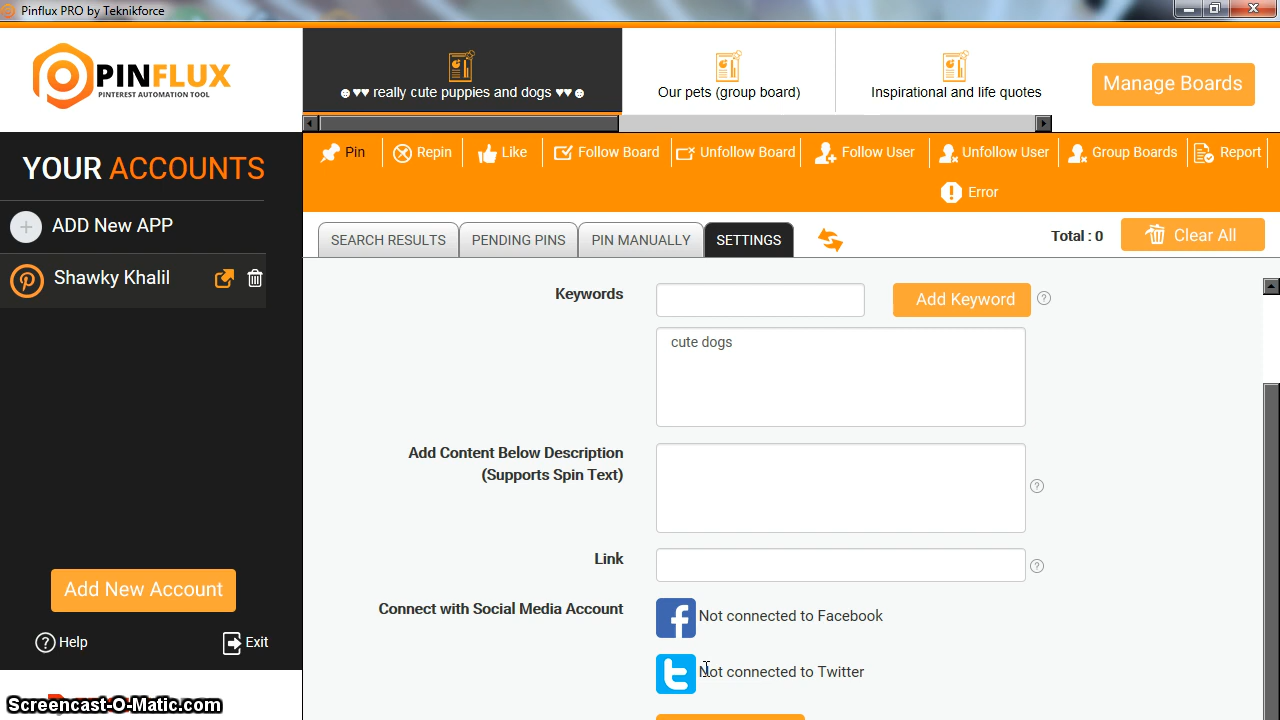 Pinflux PRO by Teknikforce
PINFLUX
PINTEREST AUTOMATION TOOL
☻♥♥ really cute puppies and dogs ♥♥☻
Our pets (group board)
Inspirational and life quotes
Manage Boards
YOUR ACCOUNTS
ADD New APP
Shawky Khalil
Add New Account
Help
Exit
Pin
Repin
Like
Follow Board
Unfollow Board
Follow User
Unfollow User
Group Boards
Report
Error
SEARCH RESULTS
PENDING PINS
PIN MANUALLY
SETTINGS
Total : 0
Clear All
Keywords
Add Keyword
cute dogs
Add Content Below Description
(Supports Spin Text)
Link
Connect with Social Media Account
Not connected to Facebook
Not connected to Twitter
Screencast-O-Matic.com